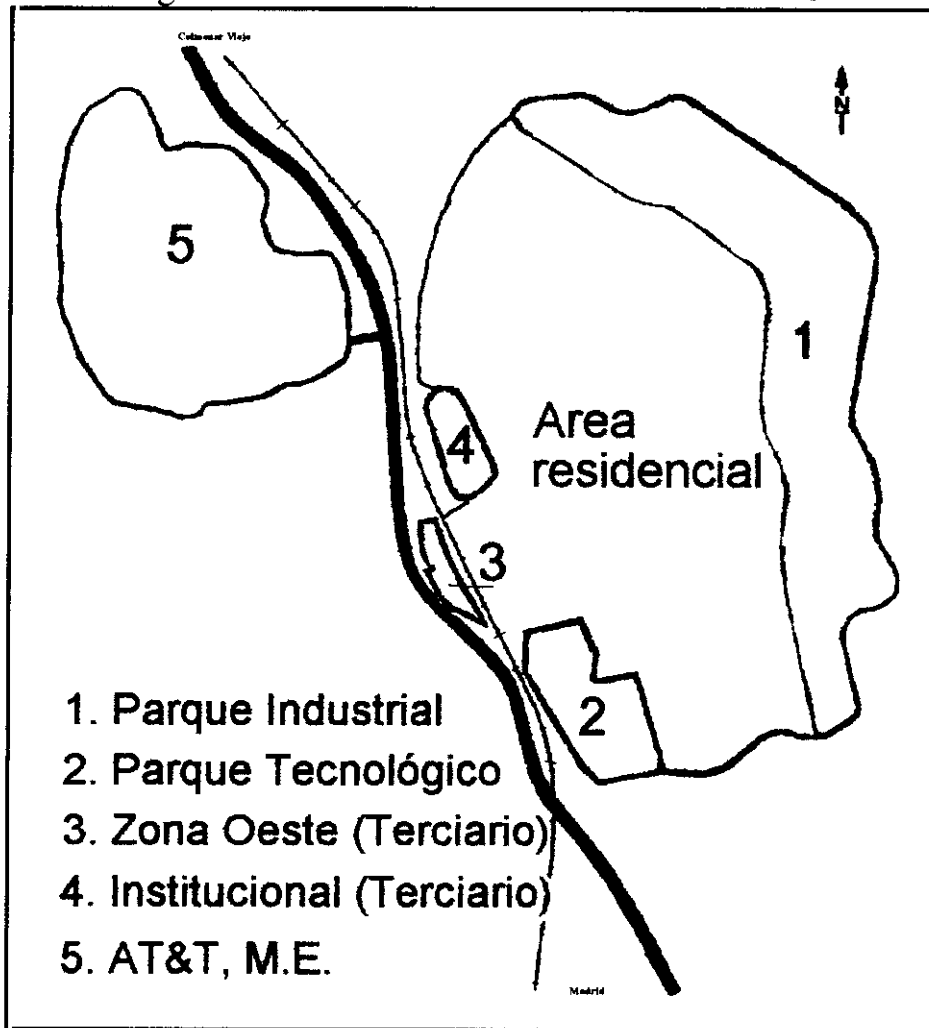 Colmenar Viejo
N
5
1
Area
residencial
4
3
2
1. Parque Industrial
2. Parque Tecnológico
3. Zona Oeste (Terciario)
4. Institucional (Terciario)
5. AT&T, M.E.
Madrid